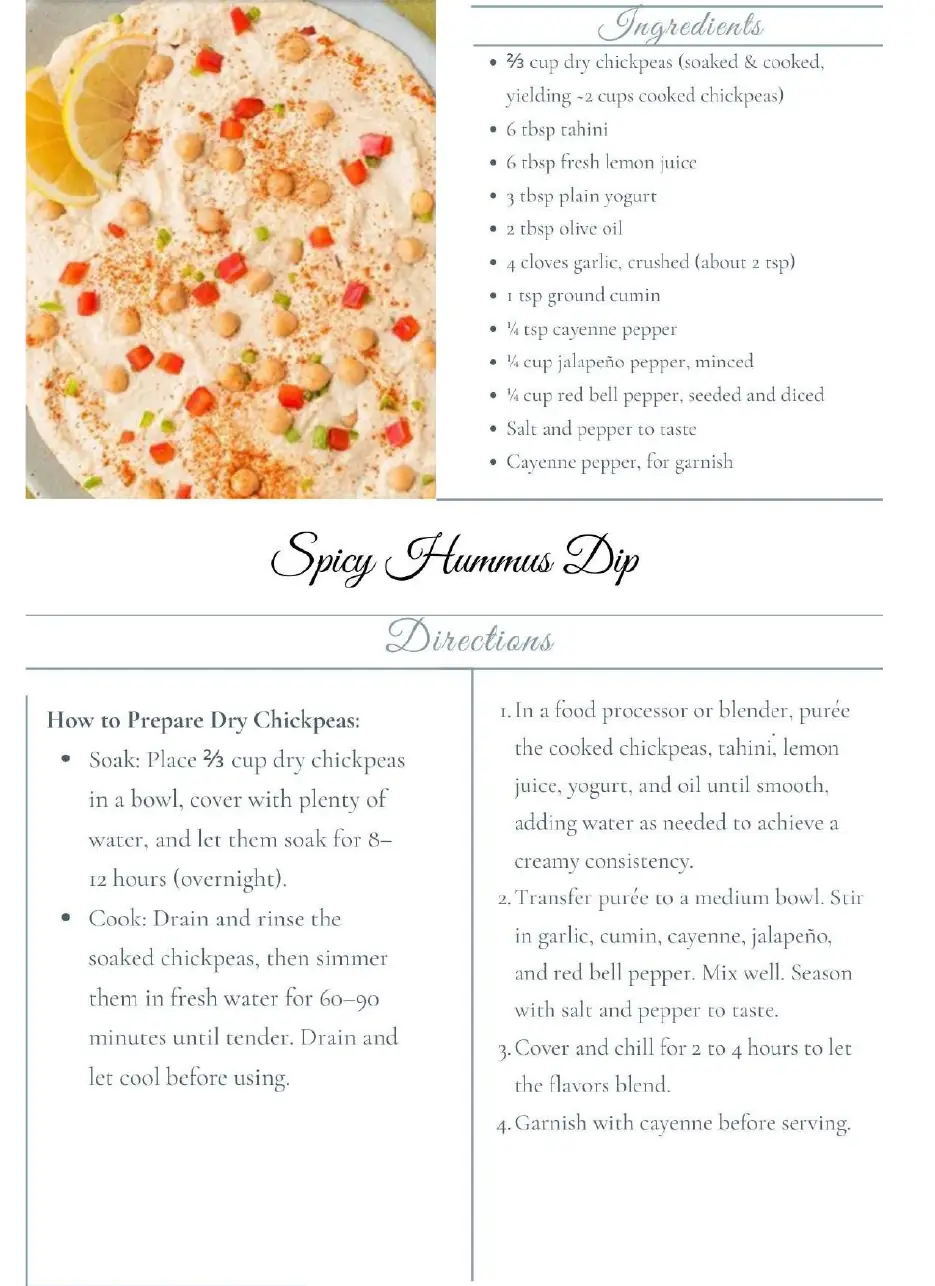 Ingredients
• ⅔ cup dry chickpeas (soaked & cooked,
yielding ~2 cups cooked chickpeas)
• 6 tbsp tahini
• 6 tbsp fresh lemon juice
• 3 tbsp plain yogurt
• 2 tbsp olive oil
• 4 cloves garlic, crushed (about 2 tsp)
• 1 tsp ground cumin
• ¼ tsp cayenne pepper
• ¼ cup jalapeño pepper, minced
• ¼ cup red bell pepper, seeded and diced
• Salt and pepper to taste
• Cayenne pepper, for garnish
Spicy Hummus Dip
Directions
How to Prepare Dry Chickpeas:
• Soak: Place ⅔ cup dry chickpeas
in a bowl, cover with plenty of
water, and let them soak for 8–
12 hours (overnight).
• Cook: Drain and rinse the
soaked chickpeas, then simmer
them in fresh water for 60–90
minutes until tender. Drain and
let cool before using.
1. In a food processor or blender, purée
the cooked chickpeas, tahini, lemon
juice, yogurt, and oil until smooth,
adding water as needed to achieve a
creamy consistency.
2. Transfer purée to a medium bowl. Stir
in garlic, cumin, cayenne, jalapeño,
and red bell pepper. Mix well. Season
with salt and pepper to taste.
3. Cover and chill for 2 to 4 hours to let
the flavors blend.
4. Garnish with cayenne before serving.